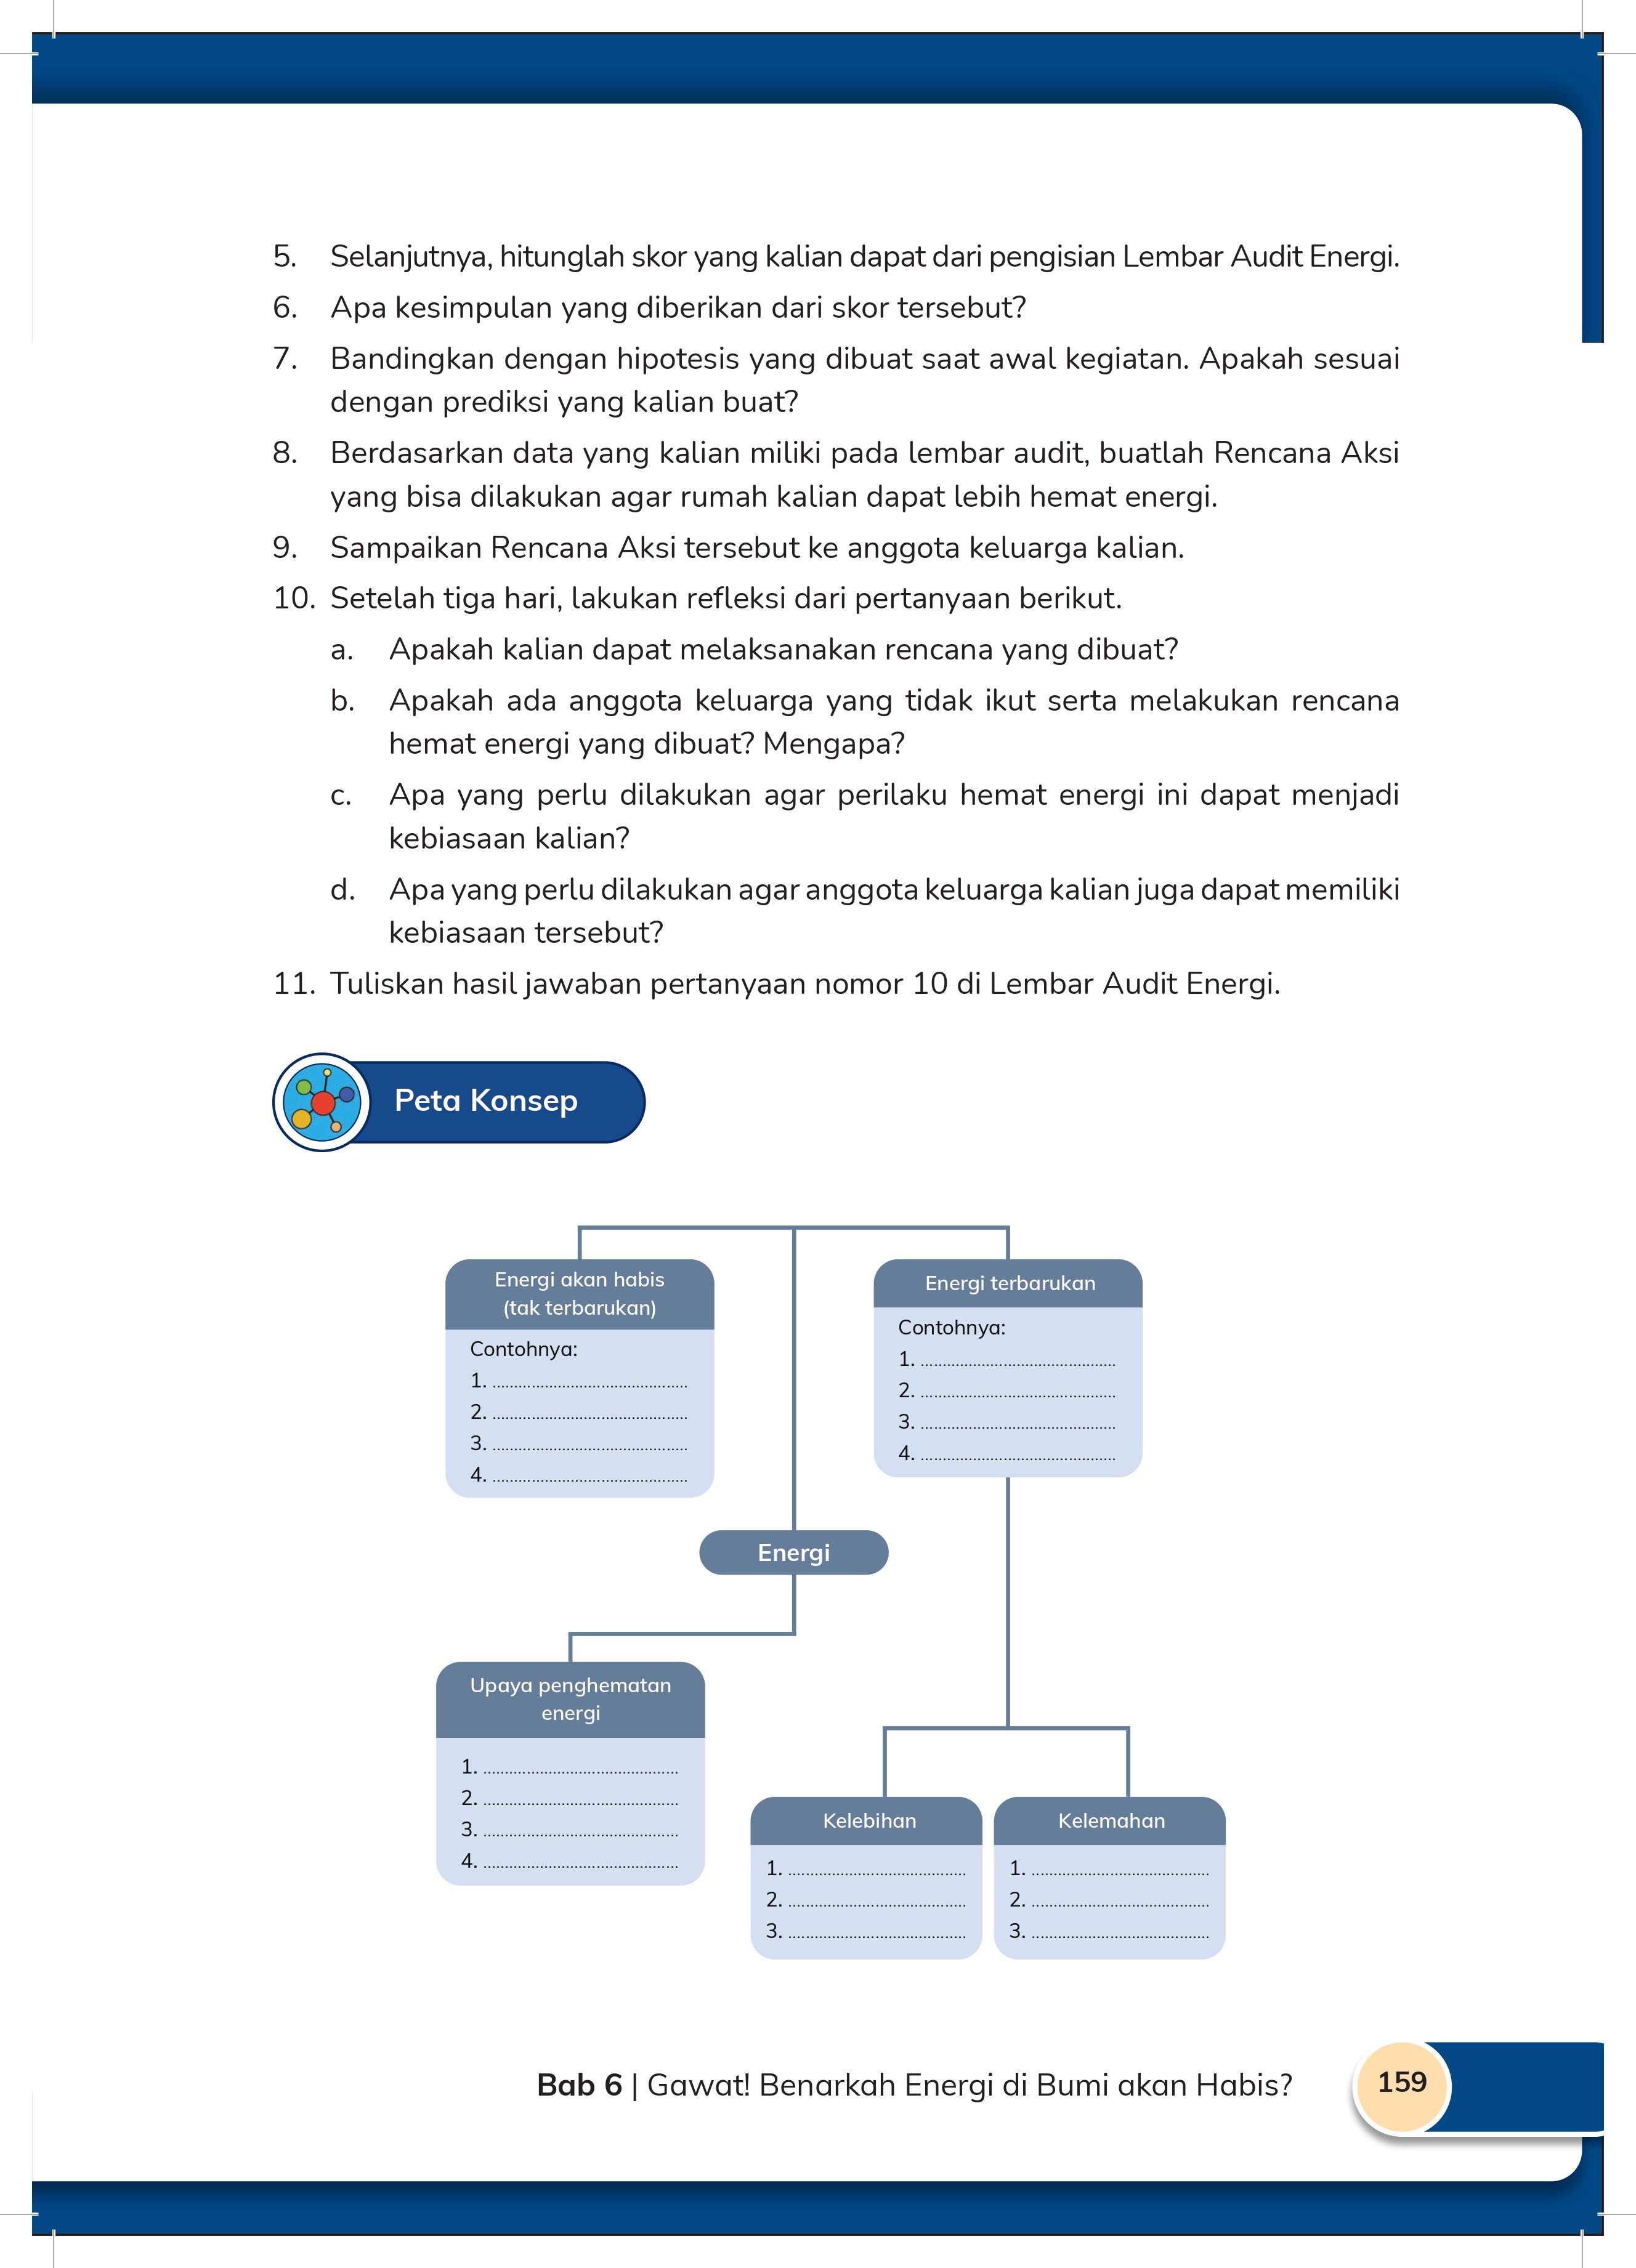 5. Selanjutnya, hitunglah skor yang kalian dapat dari pengisian Lembar Audit Energi.
6. Apa kesimpulan yang diberikan dari skor tersebut?
7. Bandingkan dengan hipotesis yang dibuat saat awal kegiatan. Apakah sesuai
dengan prediksi yang kalian buat?
8. Berdasarkan data yang kalian miliki pada lembar audit, buatlah Rencana Aksi
yang bisa dilakukan agar rumah kalian dapat lebih hemat energi.
9. Sampaikan Rencana Aksi tersebut ke anggota keluarga kalian.
10. Setelah tiga hari, lakukan refleksi dari pertanyaan berikut.
a. Apakah kalian dapat melaksanakan rencana yang dibuat?
b. Apakah ada anggota keluarga yang tidak ikut serta melakukan rencana
hemat energi yang dibuat? Mengapa?
c. Apa yang perlu dilakukan agar perilaku hemat energi ini dapat menjadi
kebiasaan kalian?
d. Apa yang perlu dilakukan agar anggota keluarga kalian juga dapat memiliki
kebiasaan tersebut?
11. Tuliskan hasil jawaban pertanyaan nomor 10 di Lembar Audit Energi.
Peta Konsep
Energi akan habis
(tak terbarukan)
Contohnya:
1. .............................................
2. .............................................
3. .............................................
4. .............................................
Energi terbarukan
Contohnya:
1. .............................................
2. .............................................
3. .............................................
4. .............................................
Energi
Upaya penghematan
energi
1. .............................................
2. .............................................
3. .............................................
4. .............................................
Kelebihan
1. .........................................
2. .........................................
3. .........................................
Kelemahan
1. .........................................
2. .........................................
3. .........................................
Bab 6 | Gawat! Benarkah Energi di Bumi akan Habis?
159